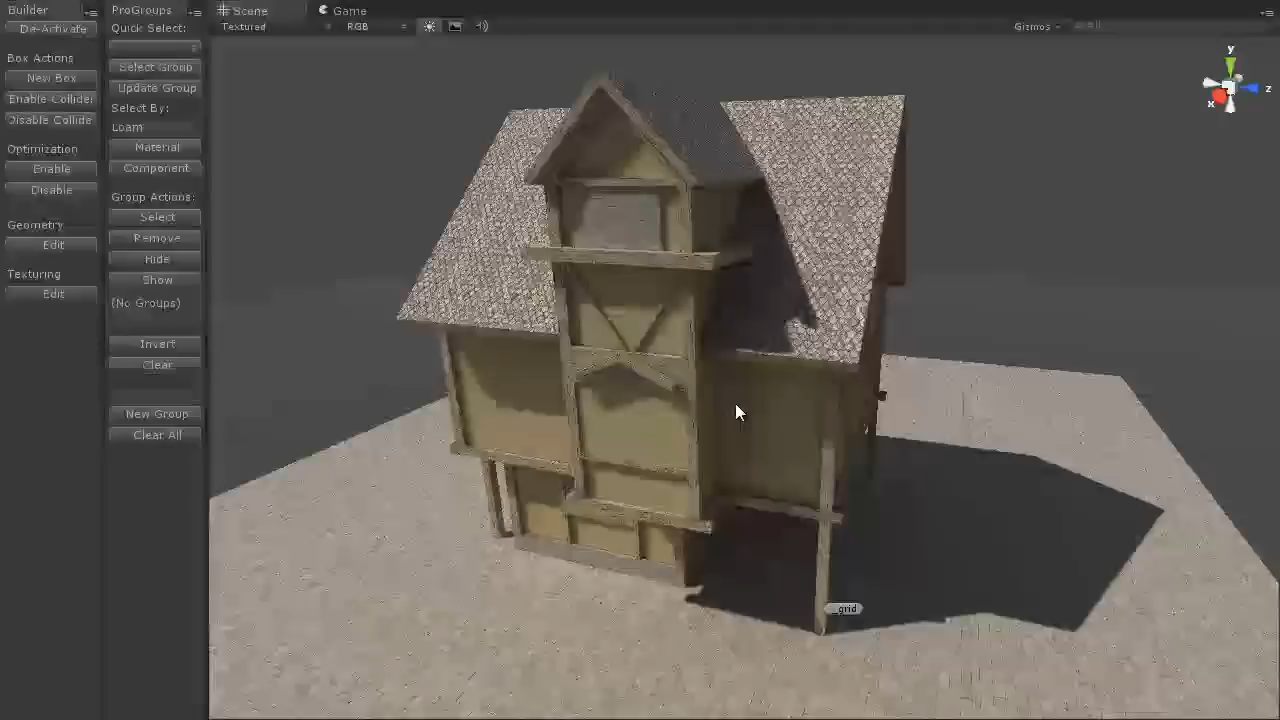 Builder
De-Activate
Box Actions
New Box
Enable Collider
Disable Collide
Optimization
Enable
Disable
Geometry
Edit
Texturing
Edit
ProGroups
Quick Select:
Select Group
Update Group
Select By:
Loam
Material
Component
Group Actions:
Select
Remove
Hide
Show
(No Groups)
Invert
Clear
New Group
Clear All
Scene
Game
Textured
RGB
Gizmos
y
z
x
_grid